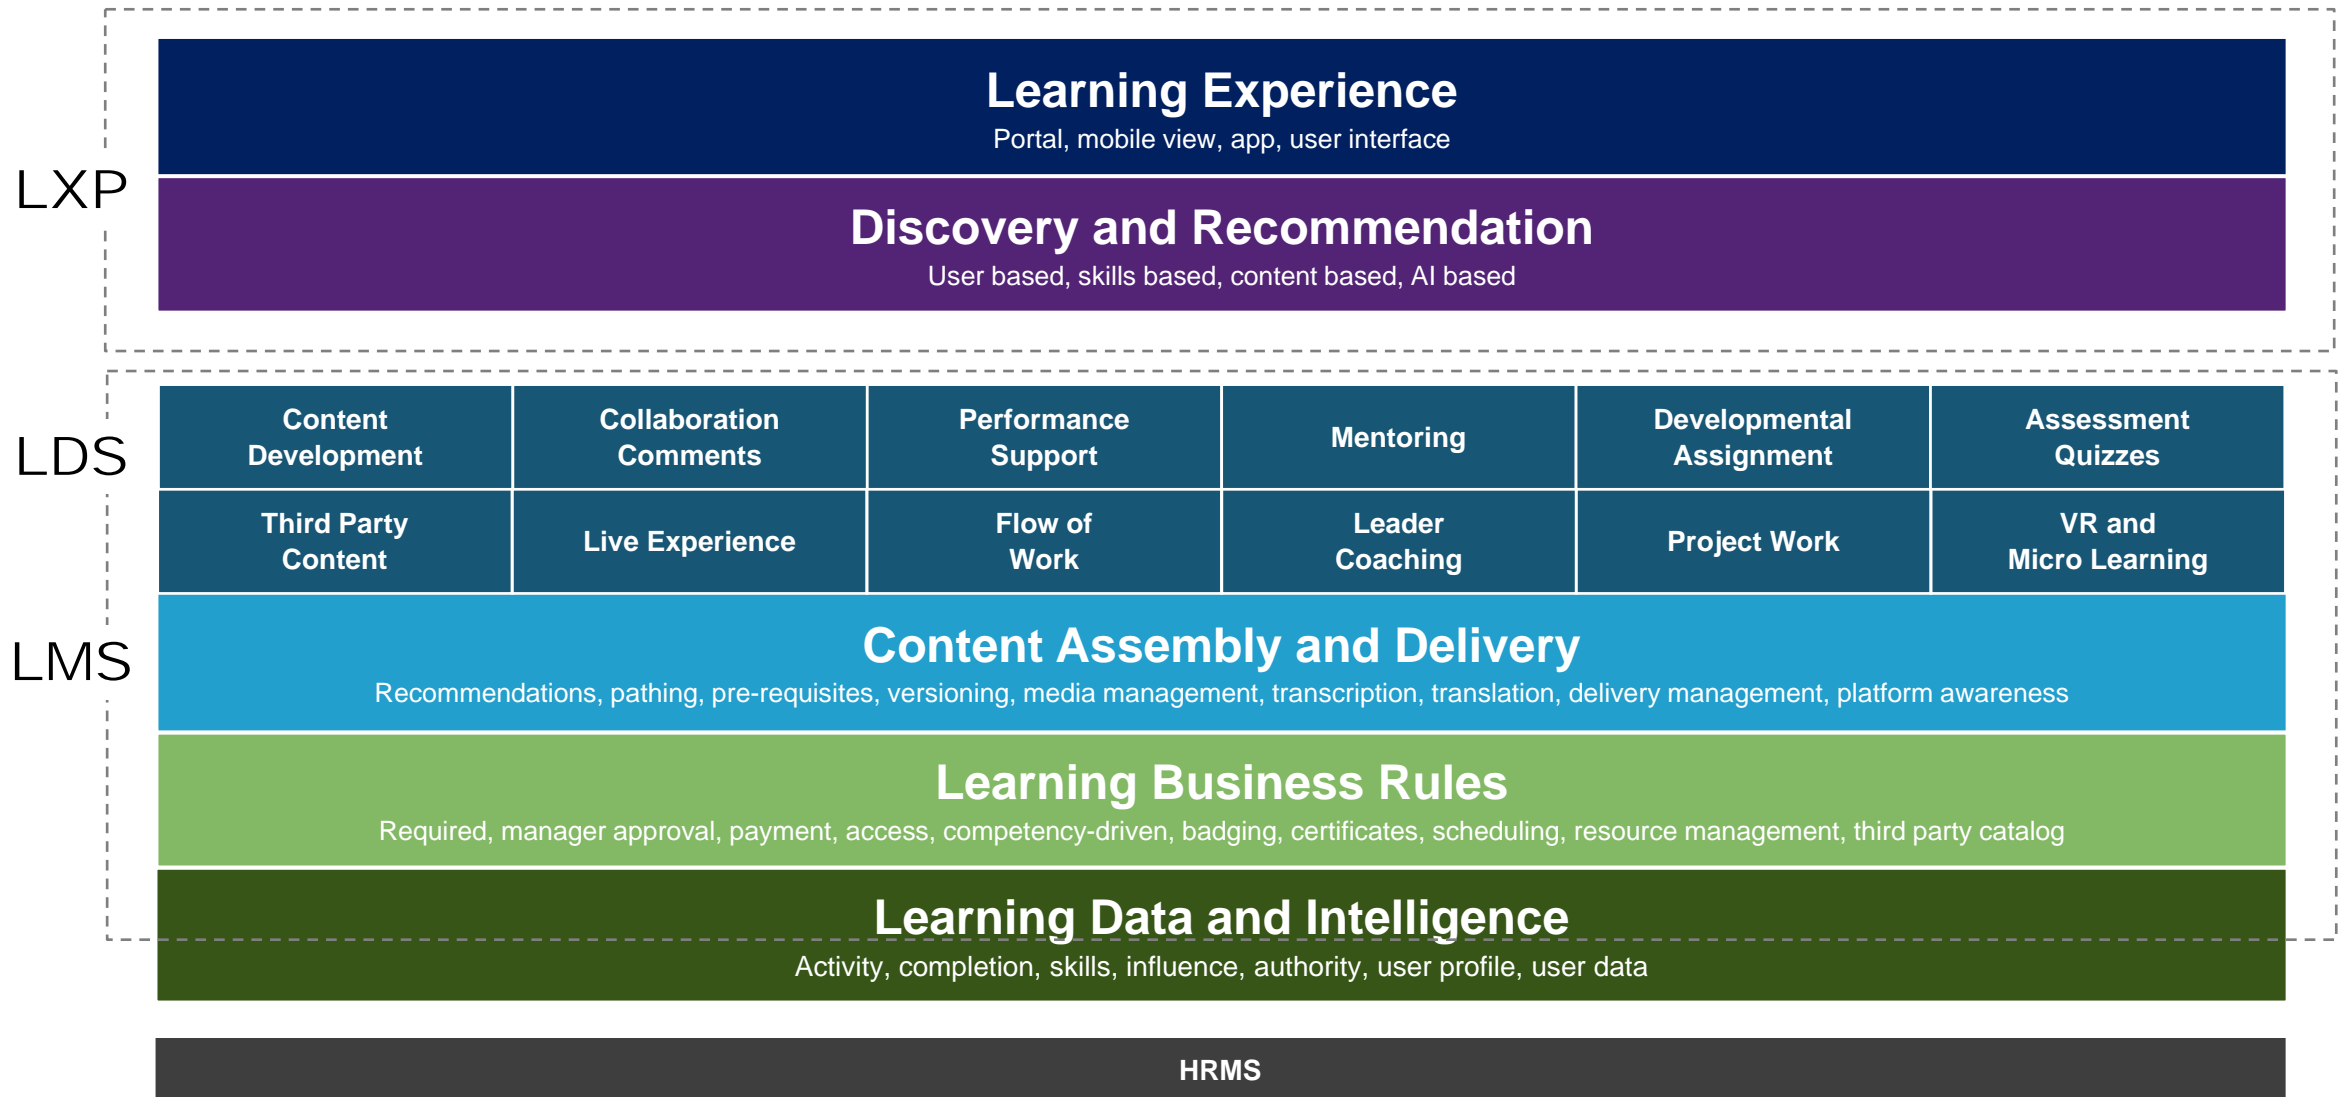 Learning Experience
Portal, mobile view, app, user interface
LXP
Discovery and Recommendation
User based, skills based, content based, AI based
LDS
Content
Development
Collaboration
Comments
Performance
Support
Mentoring
Developmental
Assignment
Assessment
Quizzes
Third Party
Content
Live Experience
Flow of
Work
Leader
Coaching
Project Work
VR and
Micro Learning
LMS
Content Assembly and Delivery
Recommendations, pathing, pre-requisites, versioning, media management, transcription, translation, delivery management, platform awareness
Learning Business Rules
Required, manager approval, payment, access, competency-driven, badging, certificates, scheduling, resource management, third party catalog
Learning Data and Intelligence
Activity, completion, skills, influence, authority, user profile, user data
HRMS